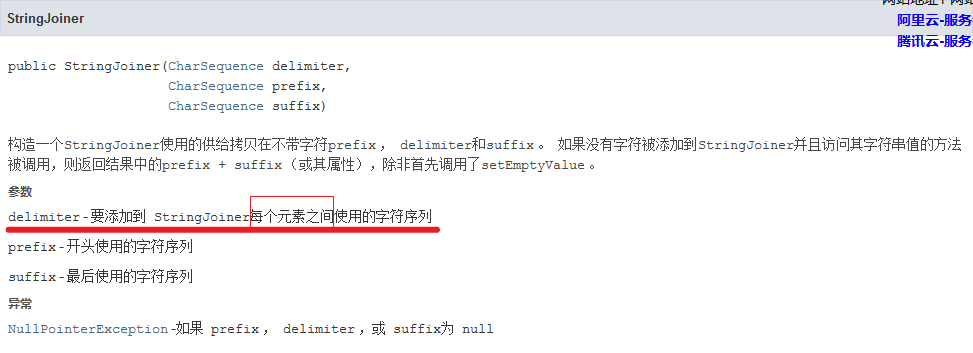 网站地址+网站
StringJoiner
阿里云-服务
腾讯云-服务
public StringJoiner(CharSequence delimiter,
CharSequence prefix,
CharSequence suffix)
构造一个StringJoiner使用的供给拷贝在不带字符prefix ， delimiter和suffix 。 如果没有字符被添加到StringJoiner并且访问其字符串值的方法
被调用，则返回结果中的prefix + suffix（或其属性），除非首先调用了setEmptyValue 。
参数
delimiter -要添加到 StringJoiner每个元素之间使用的字符序列
prefix -开头使用的字符序列
suffix -最后使用的字符序列
异常
NullPointerException -如果 prefix ， delimiter ，或 suffix为 null